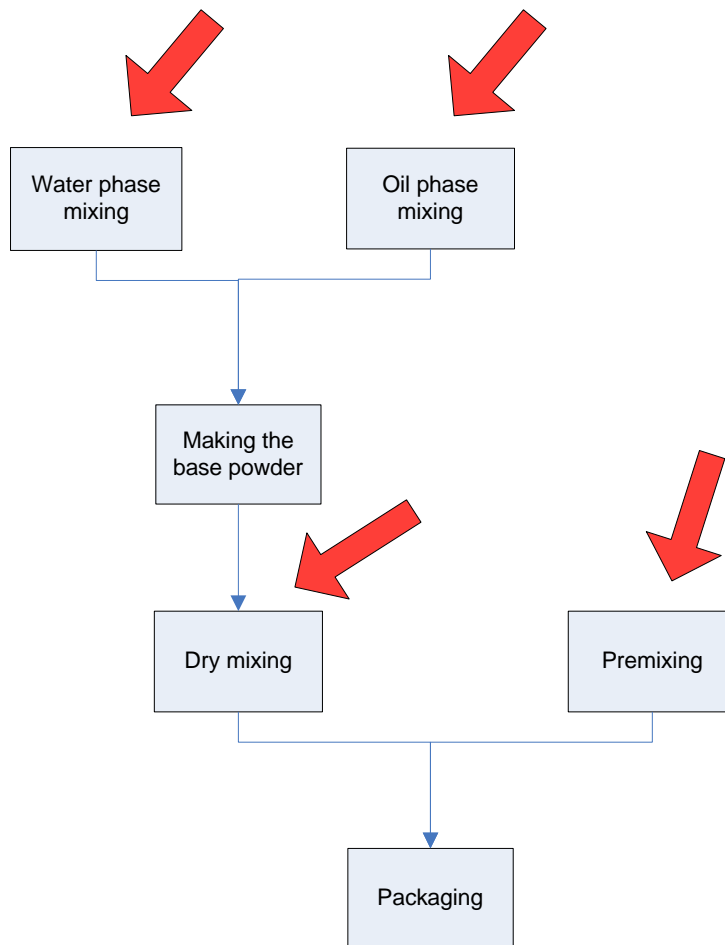 Water phase
mixing
Oil phase
mixing
Making the
base powder
Dry mixing
Premixing
Packaging